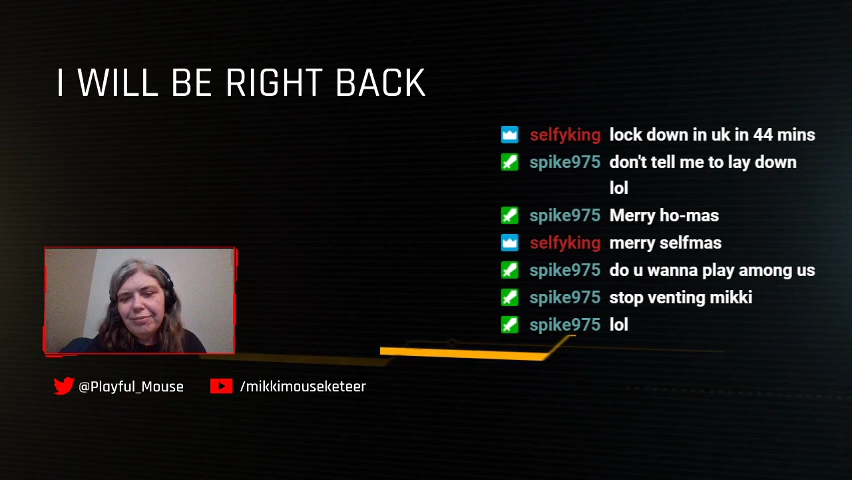 I WILL BE RIGHT BACK
selfyking lock down in uk in 44 mins
spike975 don't tell me to lay down
lol
spike975 Merry ho-mas
selfyking merry selfmas
spike975 do u wanna play among us
spike975 stop venting mikki
spike975 lol
@Playful_Mouse /mikkimouseketeer